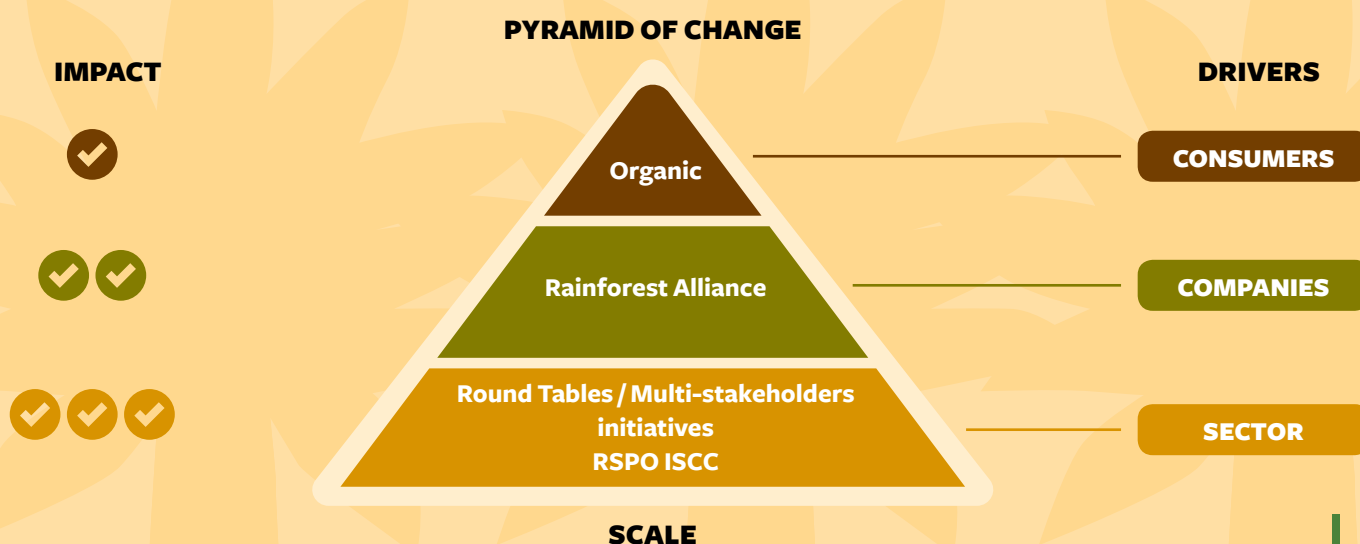 PYRAMID OF CHANGE
IMPACT
DRIVERS
Organic
CONSUMERS
Rainforest Alliance
COMPANIES
Round Tables / Multi-stakeholders
initiatives
RSPO ISCC
SECTOR
SCALE